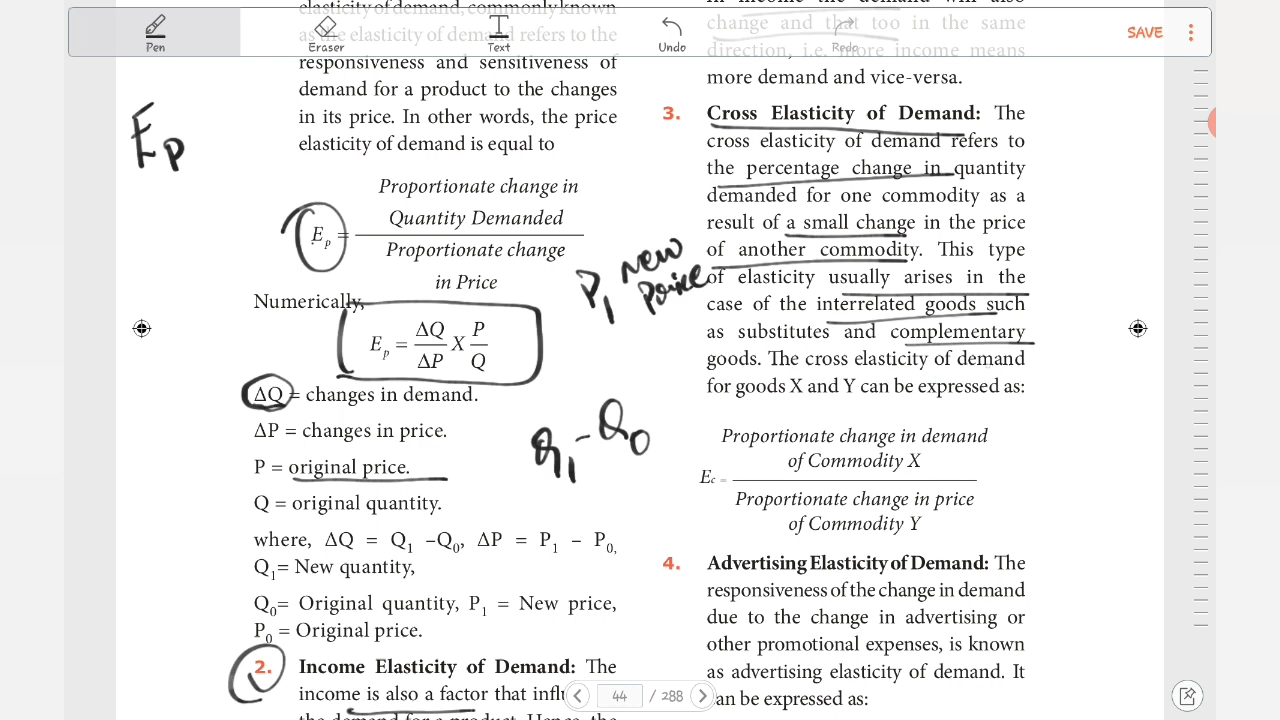 elasticity of demand, commonly known
as the elasticity of demand refers to the
responsiveness and sensitiveness of
demand for a product to the changes
in its price. In other words, the price
elasticity of demand is equal to
Ep
Proportionate change in
Quantity Demanded
Ep =
Proportionate change
in Price
Numerically,
Ep = ΔQ/ΔP X P/Q
P1 new
price
ΔQ = changes in demand.
ΔP = changes in price.
P = original price.
Q1 - Q0
Q = original quantity.
where, ΔQ = Q1 –Q0, ΔP = P1 – P0,
Q1= New quantity,
Q0= Original quantity, P1 = New price,
P0 = Original price.
2. Income Elasticity of Demand: The
income is also a factor that
change and that too in the same
direction, i.e. more income means
more demand and vice-versa.
3. Cross Elasticity of Demand: The
cross elasticity of demand refers to
the percentage change in quantity
demanded for one commodity as a
result of a small change in the price
of another commodity. This type
of elasticity usually arises in the
case of the interrelated goods such
as substitutes and complementary
goods. The cross elasticity of demand
for goods X and Y can be expressed as:
Proportionate change in demand
of Commodity X
Ec =
Proportionate change in price
of Commodity Y
4. Advertising Elasticity of Demand: The
responsiveness of the change in demand
due to the change in advertising or
other promotional expenses, is known
as advertising elasticity of demand. It
can be expressed as:
Pen
Eraser
Text
Undo
Redo
SAVE
44 / 288